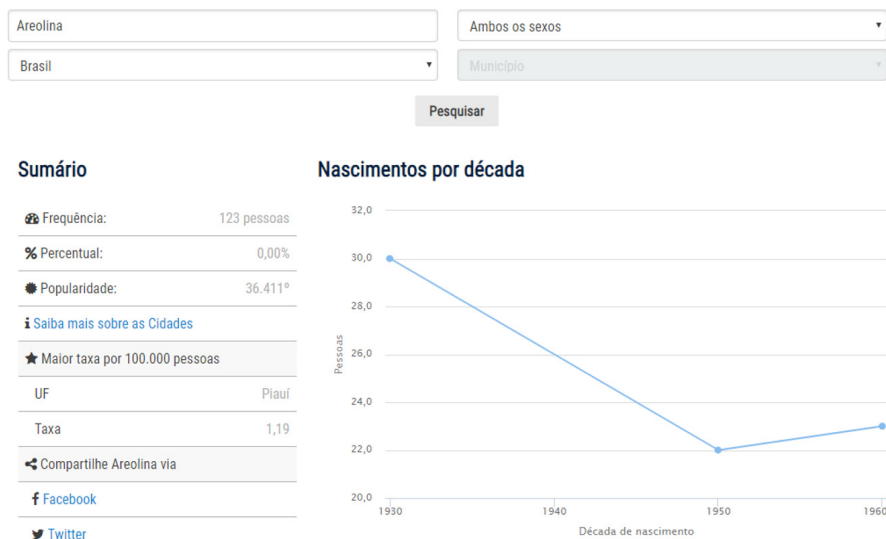 Areolina
Ambos os sexos
Brasil
Município
Pesquisar
Sumário
Frequência: 123 pessoas
Percentual: 0,00%
Popularidade: 36.411º
Saiba mais sobre as Cidades
Maior taxa por 100.000 pessoas
UF Piauí
Taxa 1,19
Compartilhe Areolina via
Facebook
Twitter
Nascimentos por década
32,0
30,0
28,0
26,0
24,0
22,0
20,0
Pessoas
1930 1940 1950 1960
Década de nascimento